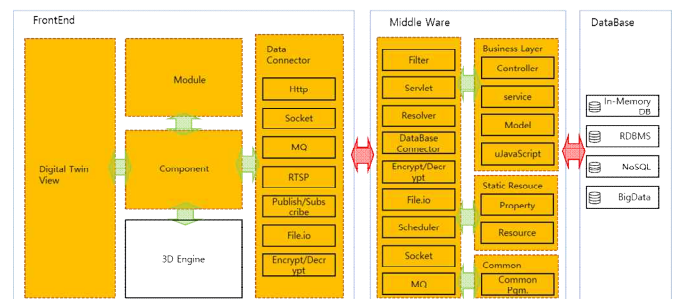 FrontEnd
Middle Ware
DataBase
Digital Twin
View
Module
Component
3D Engine
Data
Connector
Http
Socket
MQ
RTSP
Publish/Subs
cribe
File.io
Encrypt/Decr
ypt
Filter
Servlet
Resolver
DataBase
Connector
Encrypt/Decr
ypt
File.io
Scheduler
Socket
MQ
Business Layer
Controller
service
Model
uJavaScript
Static Resouce
Property
Resource
Common
Common
Pgm.
In-Memory
DB
RDBMS
NoSQL
BigData